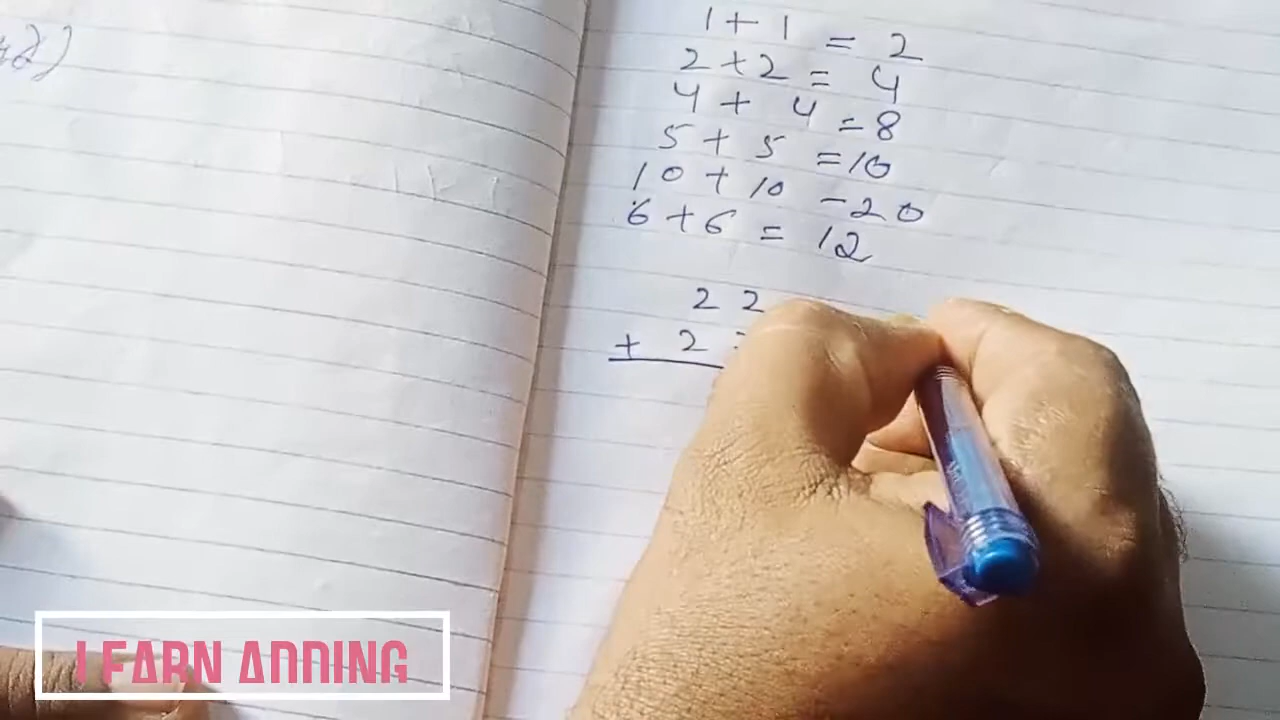 1 + 1 = 2
2 + 2 = 4
4 + 4 = 8
5 + 5 = 10
10 + 10 - 20
6 + 6 = 12
2 2
+ 2
LEARN ADDING